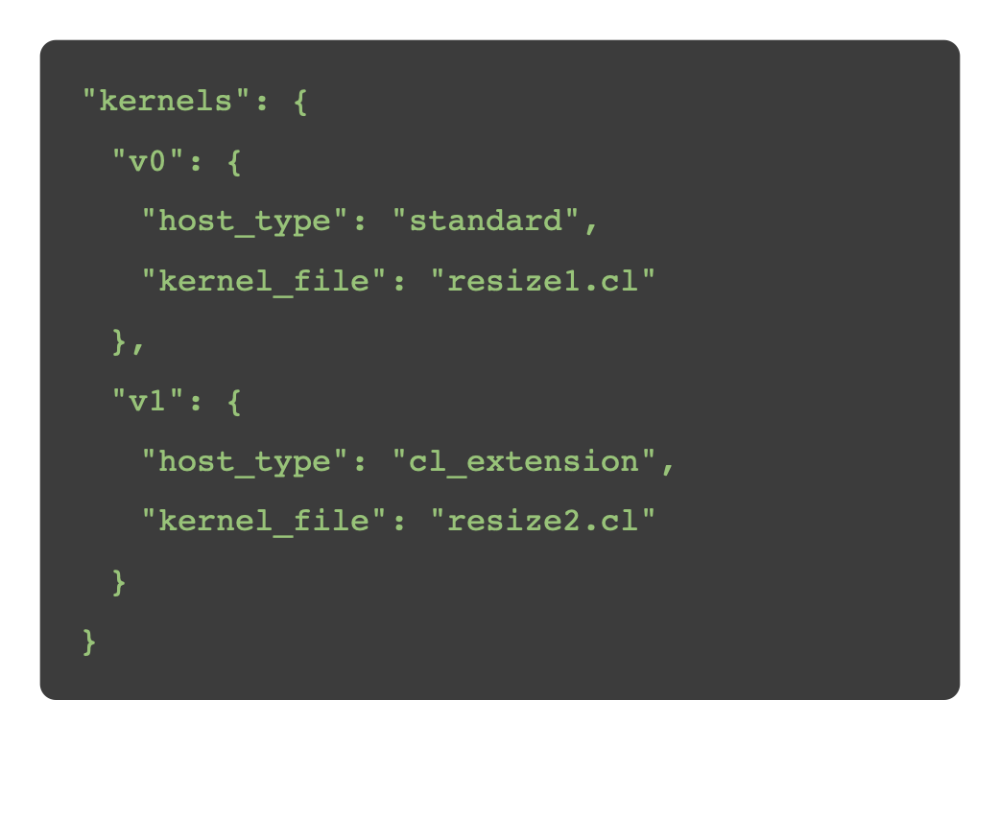 "kernels": {
"v0": {
"host_type": "standard",
"kernel_file": "resize1.cl"
},
"v1": {
"host_type": "cl_extension",
"kernel_file": "resize2.cl"
}
}